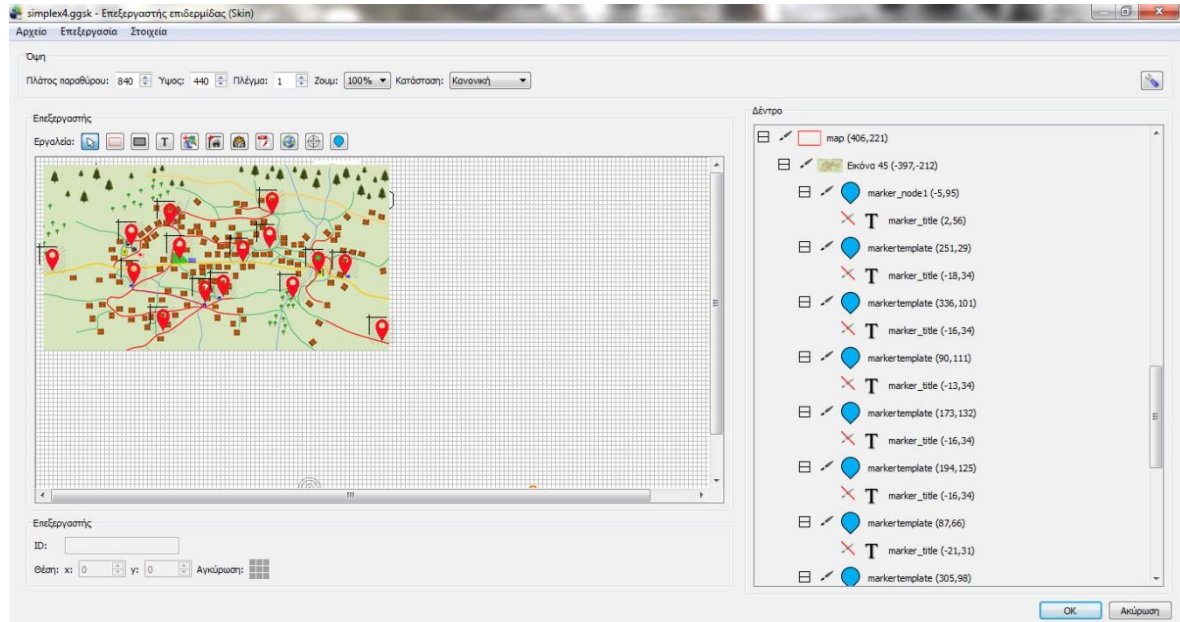 simplex4.ggsk - Επεξεργαστής επιδερμίδας (Skin)
Αρχείο Επεξεργασία Στοιχεία
Όψη
Πλάτος παραθύρου: 840 Υψος: 440 Πλέγμα: 1 Ζουμ: 100% Κατάσταση: Κανονική
Επεξεργαστής
Εργαλεία: T
Δέντρο
map (406,221)
Εικόνα 45 (-397,-212)
marker_node1 (-5,95)
T marker_title (2,56)
markertemplate (251,29)
T marker_title (-18,34)
markertemplate (336,101)
T marker_title (-16,34)
markertemplate (90,111)
T marker_title (-13,34)
markertemplate (173,132)
T marker_title (-16,34)
markertemplate (194,125)
T marker_title (-16,34)
markertemplate (87,66)
T marker_title (-21,31)
markertemplate (305,98)
Επεξεργαστής
ID:
Θέση: x: 0 y: 0 Αγκύρωση:
OK Ακύρωση